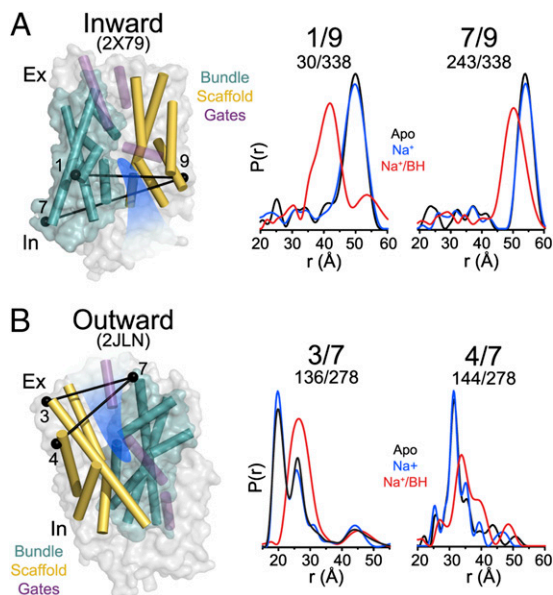 A
Inward
(2X79)
Ex
Bundle
Scaffold
Gates
1
9
7
In
1/9
30/338
7/9
243/338
P(r)
Apo
Na⁺
Na⁺/BH
20 30 40 50 60
r (Å)
20 30 40 50 60
r (Å)
B
Outward
(2JLN)
Ex
7
3
4
In
Bundle
Scaffold
Gates
3/7
136/278
4/7
144/278
P(r)
Apo
Na+
Na⁺/BH
20 30 40 50
r (Å)
20 30 40 50 60
r (Å)